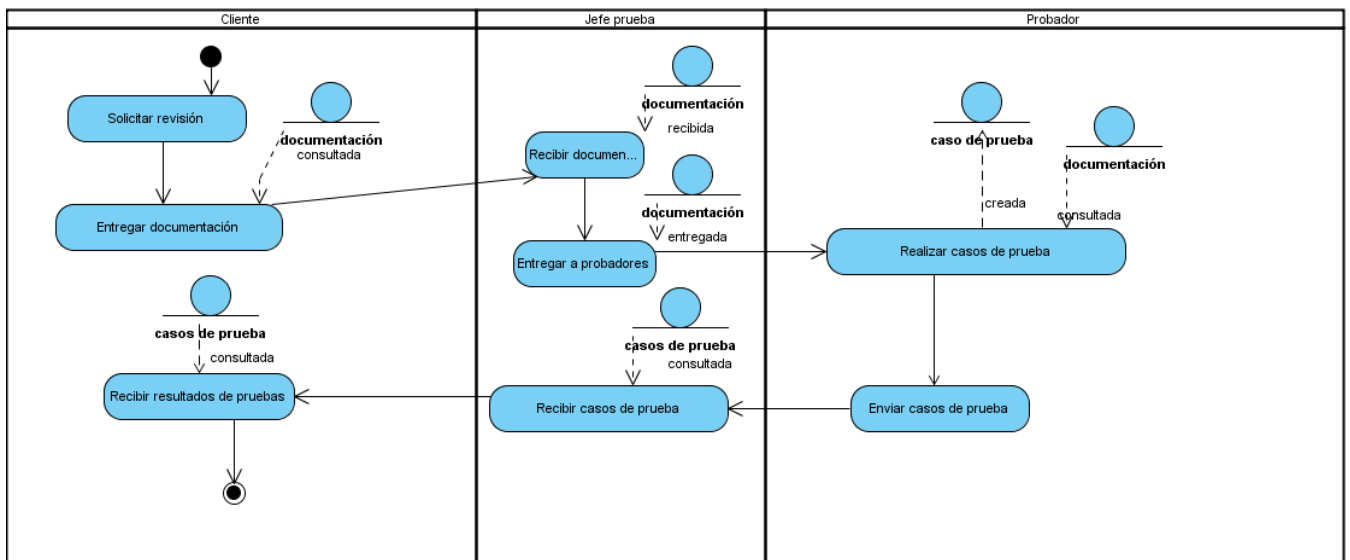 Cliente
Jefe prueba
Probador
Solicitar revisión
documentación
consultada
Entregar documentación
documentación
recibida
Recibir documen...
documentación
entregada
Entregar a probadores
caso de prueba
creada
documentación
consultada
Realizar casos de prueba
casos de prueba
consultada
Recibir resultados de pruebas
casos de prueba
consultada
Recibir casos de prueba
Enviar casos de prueba